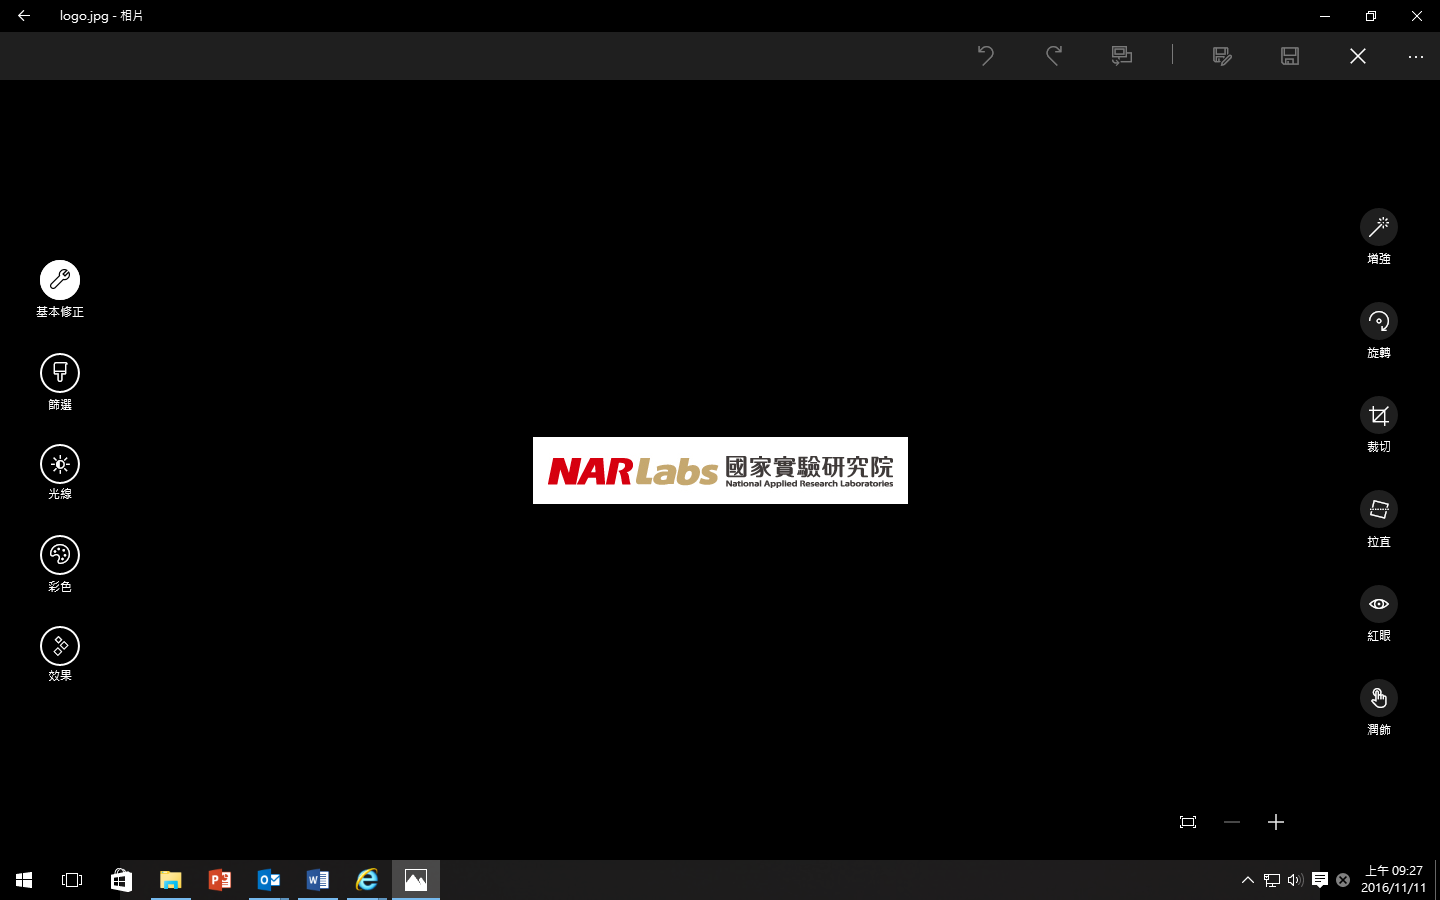 logo.jpg - 相片
增強
基本修正
旋轉
篩選
裁切
NARLabs 國家實驗研究院
National Applied Research Laboratories
光線
拉直
彩色
紅眼
效果
潤飾
上午 09:27
2016/11/11